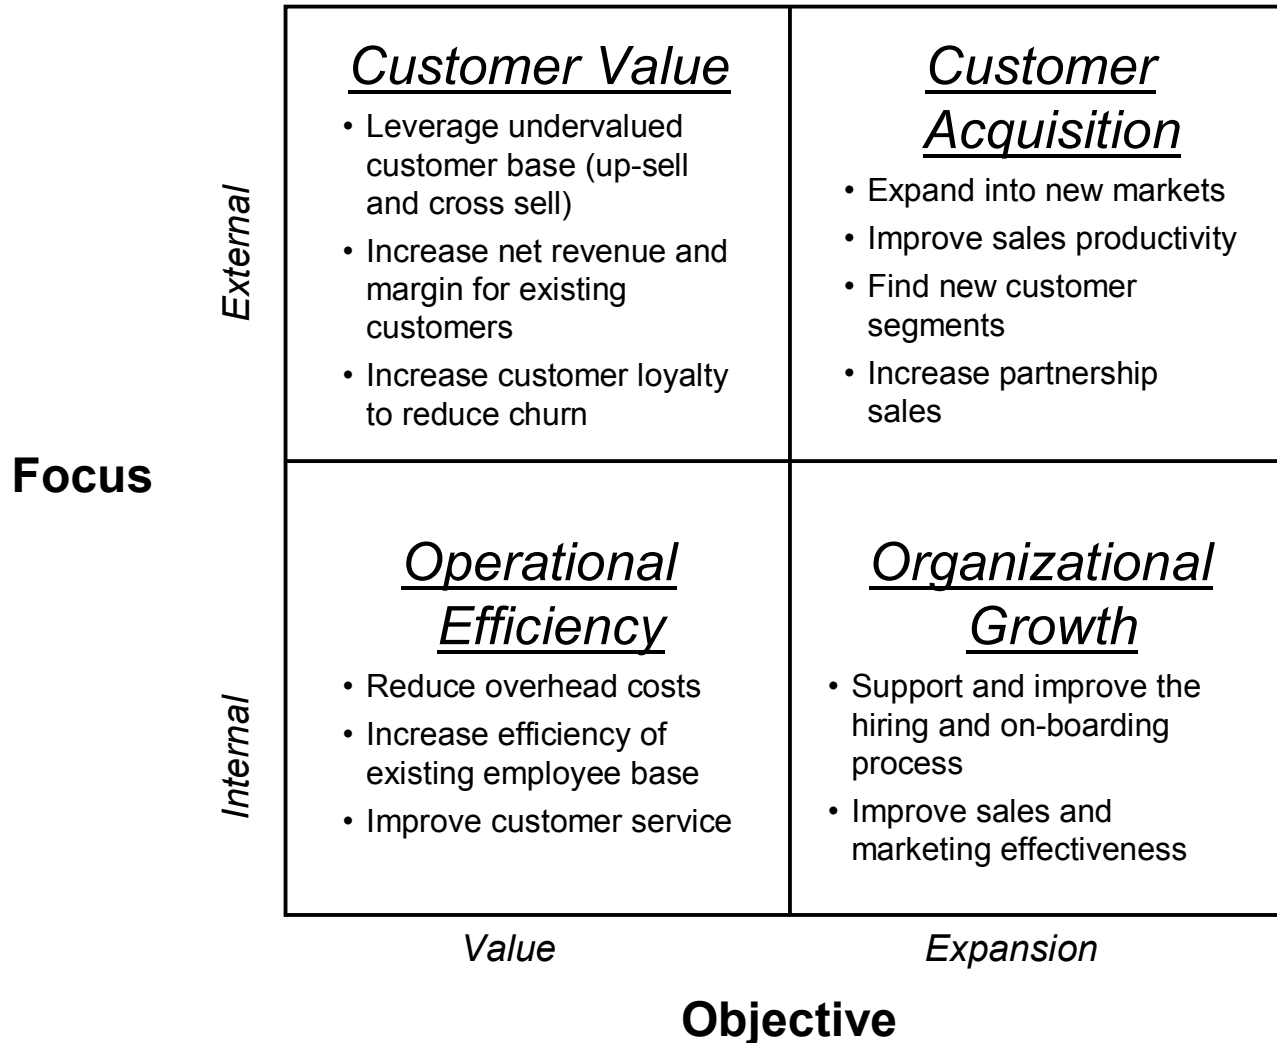 Customer Value
• Leverage undervalued
customer base (up-sell
and cross sell)
• Increase net revenue and
margin for existing
customers
• Increase customer loyalty
to reduce churn
Customer
Acquisition
• Expand into new markets
• Improve sales productivity
• Find new customer
segments
• Increase partnership
sales
External
Focus
Operational
Efficiency
• Reduce overhead costs
• Increase efficiency of
existing employee base
• Improve customer service
Organizational
Growth
• Support and improve the
hiring and on-boarding
process
• Improve sales and
marketing effectiveness
Internal
Value
Expansion
Objective